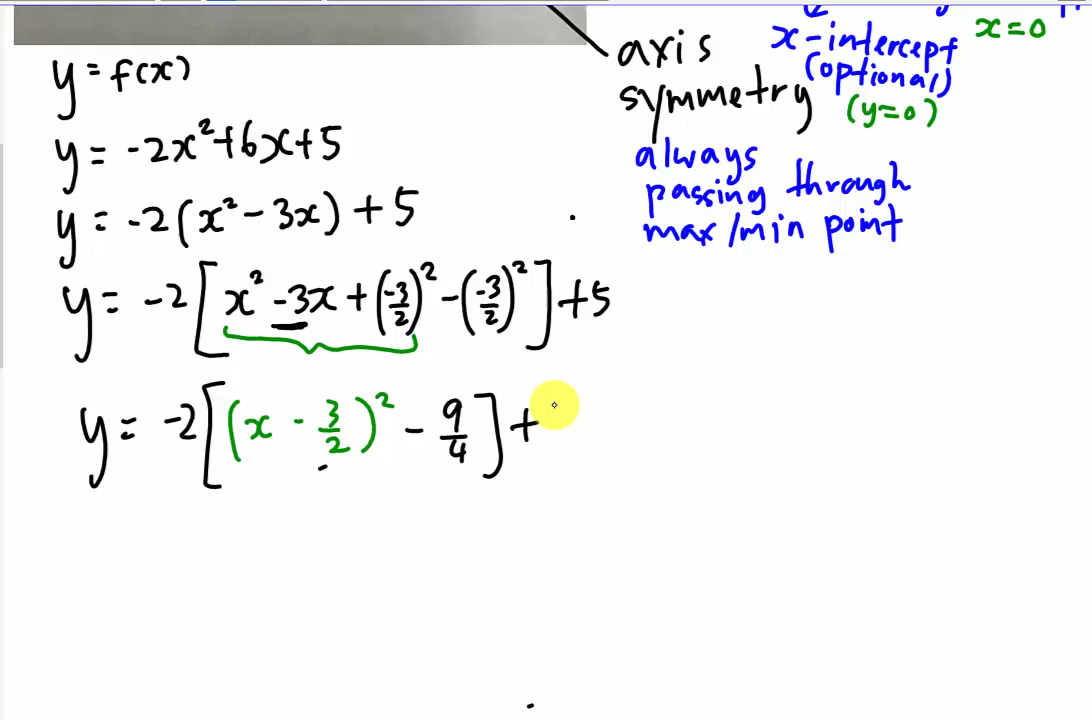 y = f(x)
y = -2x² + 6x + 5
y = -2(x² - 3x) + 5
y = -2[x² - 3x + (-3/2)² - (-3/2)²] + 5
y = -2[(x - 3/2)² - 9/4] +
axis
symmetry
always
passing through
max/min point
x-intercept
(optional)
(y=0)
x=0